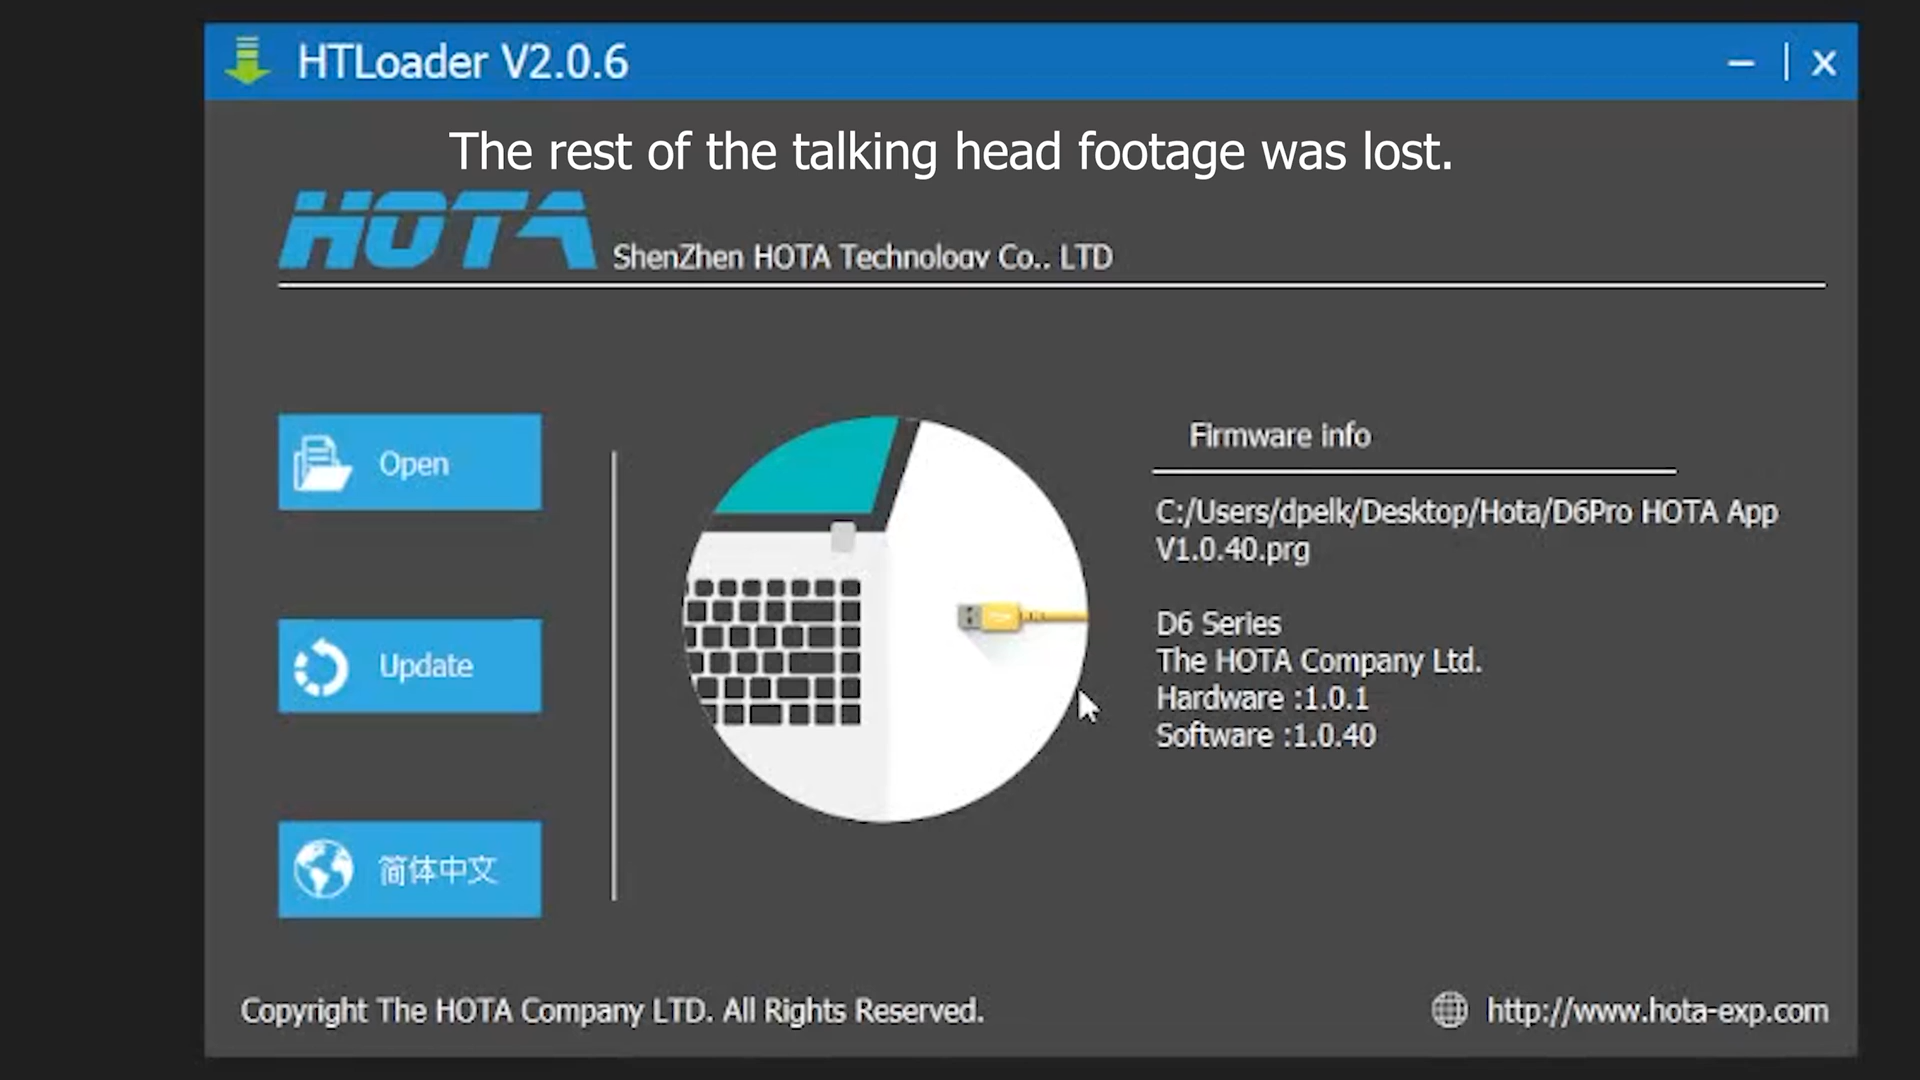 HTLoader V2.0.6
The rest of the talking head footage was lost.
HOTA ShenZhen HOTA Technology Co., LTD
Open
Update
简体中文
Firmware info
C:/Users/dpelk/Desktop/Hota/D6Pro HOTA App
V1.0.40.prg
D6 Series
The HOTA Company Ltd.
Hardware :1.0.1
Software :1.0.40
Copyright The HOTA Company LTD. All Rights Reserved.
http://www.hota-exp.com